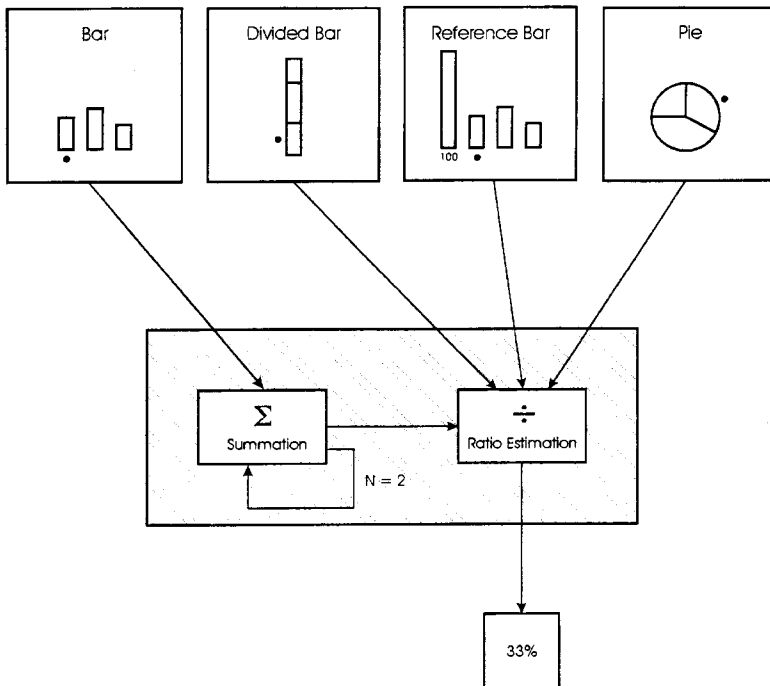 Bar
Divided Bar
Reference Bar
Pie
100
Σ
Summation
÷
Ratio Estimation
N = 2
33%